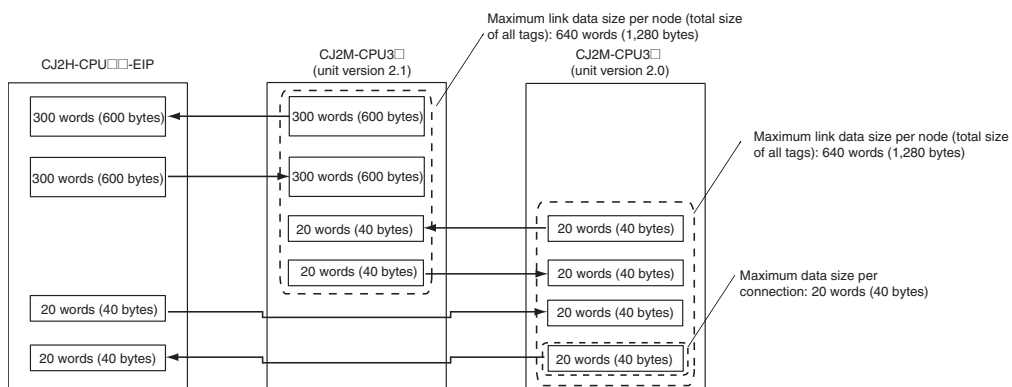 Maximum link data size per node (total size
of all tags): 640 words (1,280 bytes)
CJ2H-CPU□□-EIP
CJ2M-CPU3□
(unit version 2.1)
CJ2M-CPU3□
(unit version 2.0)
300 words (600 bytes)
300 words (600 bytes)
Maximum link data size per node (total size
of all tags): 640 words (1,280 bytes)
300 words (600 bytes)
300 words (600 bytes)
20 words (40 bytes)
20 words (40 bytes)
20 words (40 bytes)
20 words (40 bytes)
Maximum data size per
connection: 20 words (40 bytes)
20 words (40 bytes)
20 words (40 bytes)
20 words (40 bytes)
20 words (40 bytes)